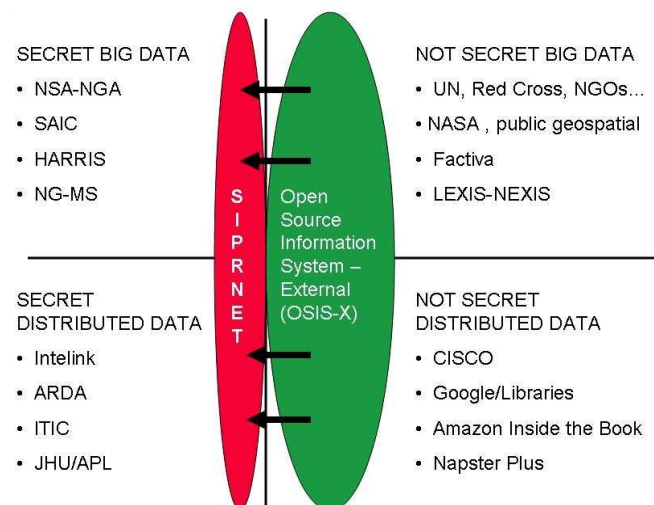 SECRET BIG DATA
• NSA-NGA
• SAIC
• HARRIS
• NG-MS
SIPRNET
Open
Source
Information
System –
External
(OSIS-X)
NOT SECRET BIG DATA
• UN, Red Cross, NGOs...
• NASA , public geospatial
• Factiva
• LEXIS-NEXIS
SECRET
DISTRIBUTED DATA
• Intelink
• ARDA
• ITIC
• JHU/APL
NOT SECRET
DISTRIBUTED DATA
• CISCO
• Google/Libraries
• Amazon Inside the Book
• Napster Plus